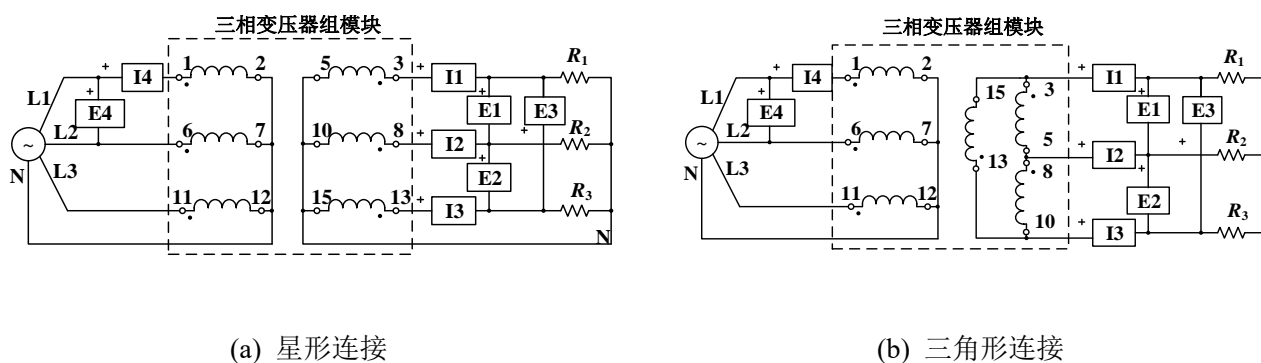 三相变压器组模块
1 2 5 3 R1
+ I4 + I1
L1 + E4 + E1 E3
L2 6 7 10 8 I2 R2
~ L3 + E2 +
N 11 12 15 13 I3 R3
+ N
(a) 星形连接
三相变压器组模块
1 2 + I1 R1
+ I4 15 3 +
L1 + E4 E1 E3
L2 6 7 5 + I2 + R2
~ L3 13 8 +
N 11 12 10 E2 R3
+ I3
(b) 三角形连接